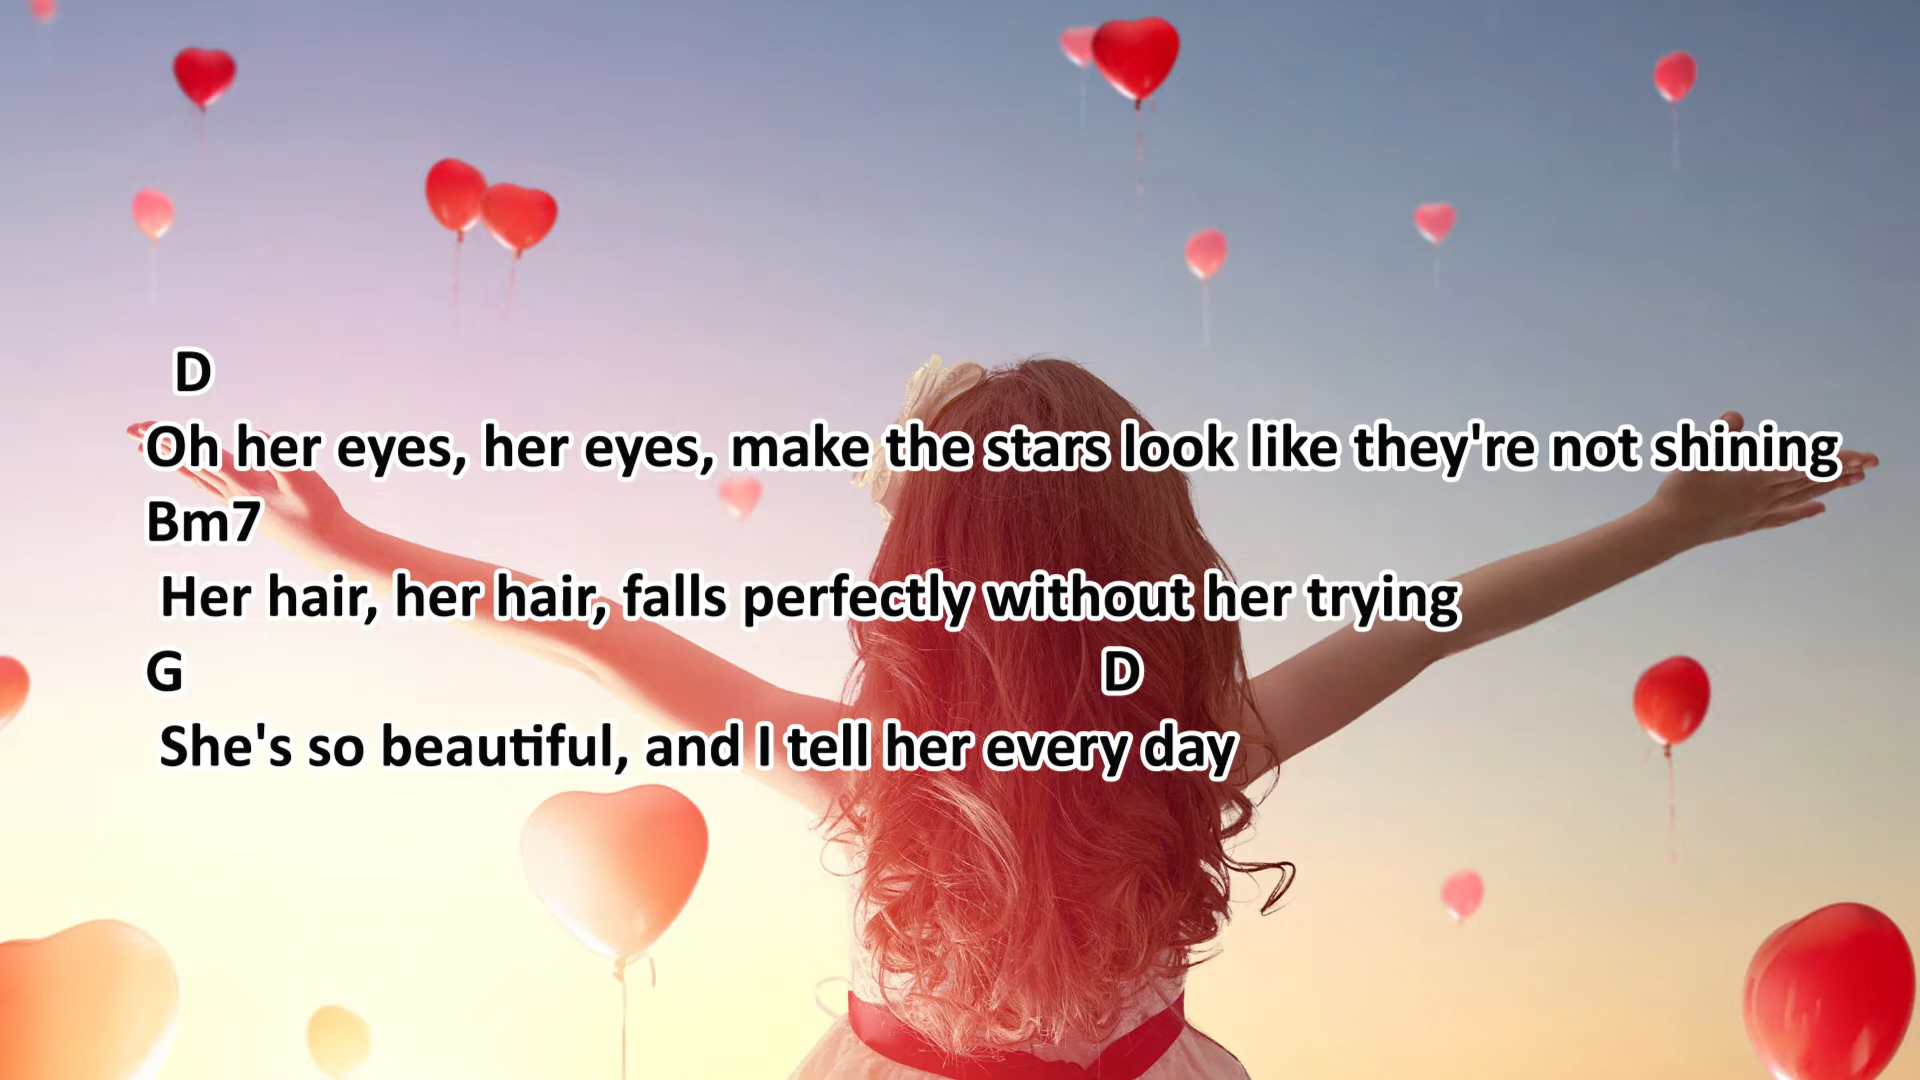 D
Oh her eyes, her eyes, make the stars look like they're not shining
Bm7
Her hair, her hair, falls perfectly without her trying
G D
She's so beautiful, and I tell her every day